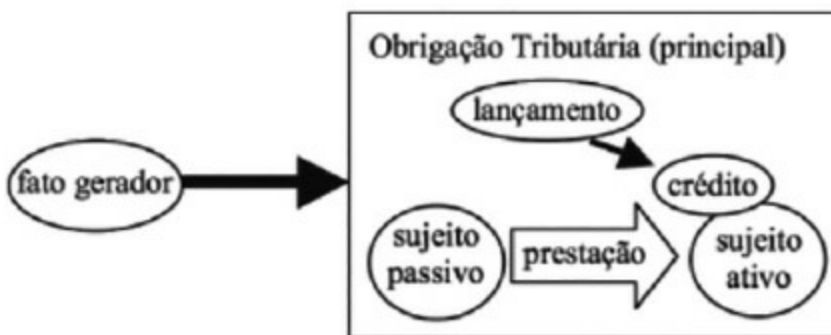 Obrigação Tributária (principal)
lançamento
fato gerador
crédito
sujeito
passivo
prestação
sujeito
ativo